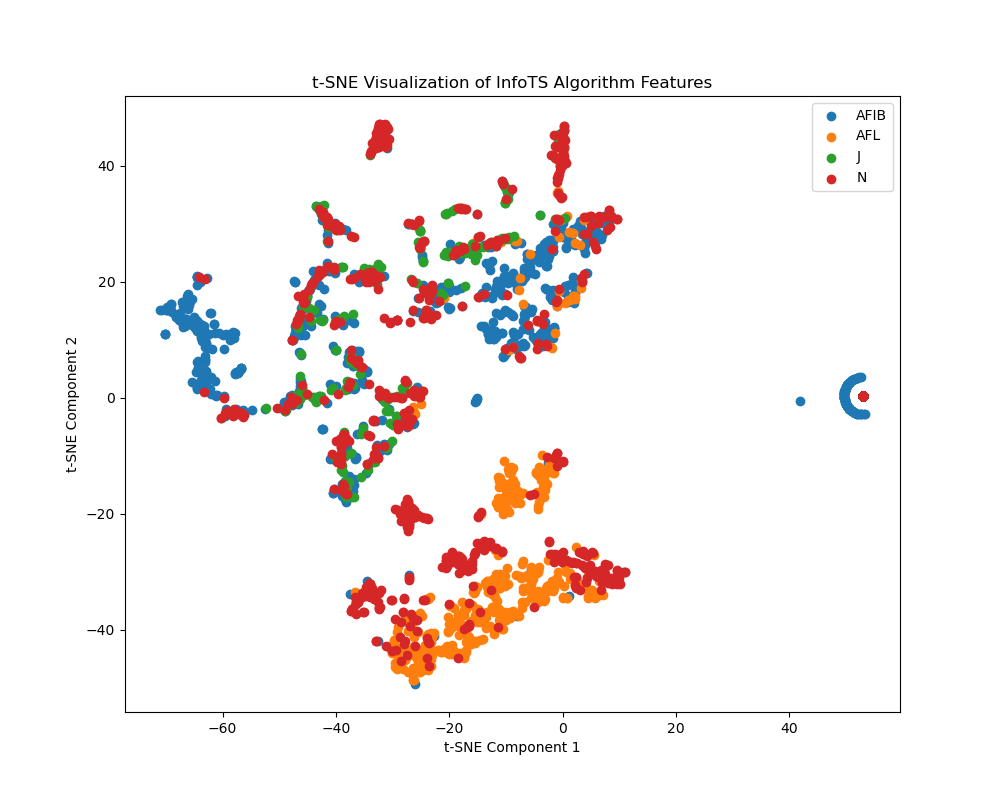 t-SNE Visualization of InfoTS Algorithm Features
AFIB
AFL
J
N
40
20
0
−20
−40
t-SNE Component 2
−60
−40
−20
0
20
40
t-SNE Component 1